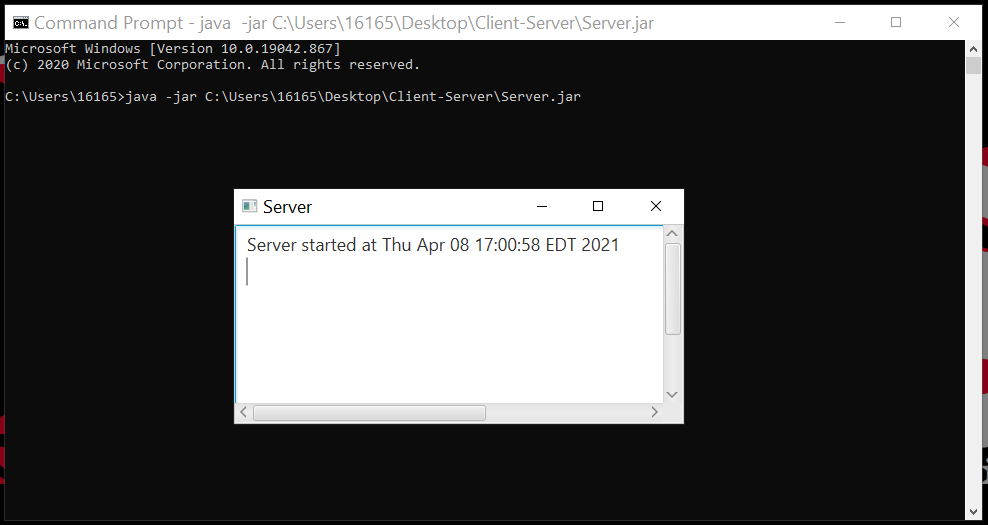 Command Prompt - java  -jar C:\Users\16165\Desktop\Client-Server\Server.jar
Microsoft Windows [Version 10.0.19042.867]
(c) 2020 Microsoft Corporation. All rights reserved.
C:\Users\16165>java -jar C:\Users\16165\Desktop\Client-Server\Server.jar
Server
Server started at Thu Apr 08 17:00:58 EDT 2021